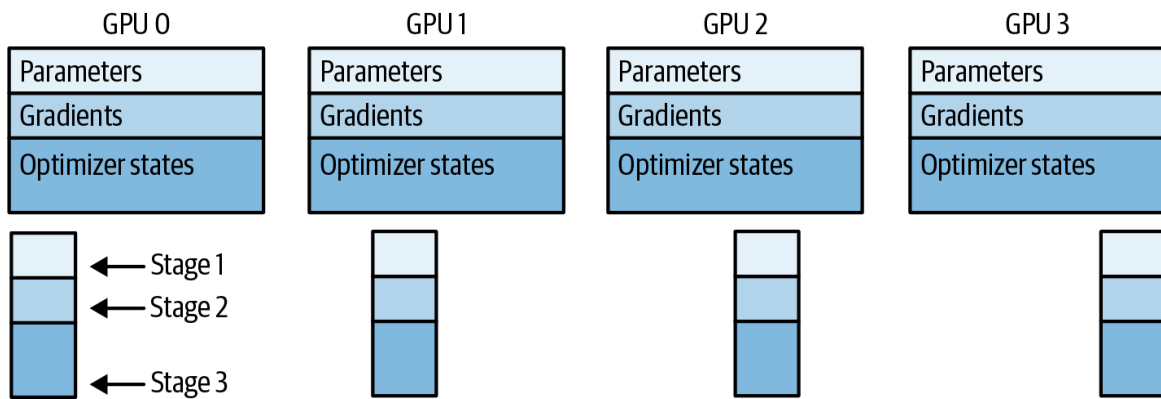 GPU 0
GPU 1
GPU 2
GPU 3
Parameters
Parameters
Parameters
Parameters
Gradients
Gradients
Gradients
Gradients
Optimizer states
Optimizer states
Optimizer states
Optimizer states
Stage 1
Stage 2
Stage 3